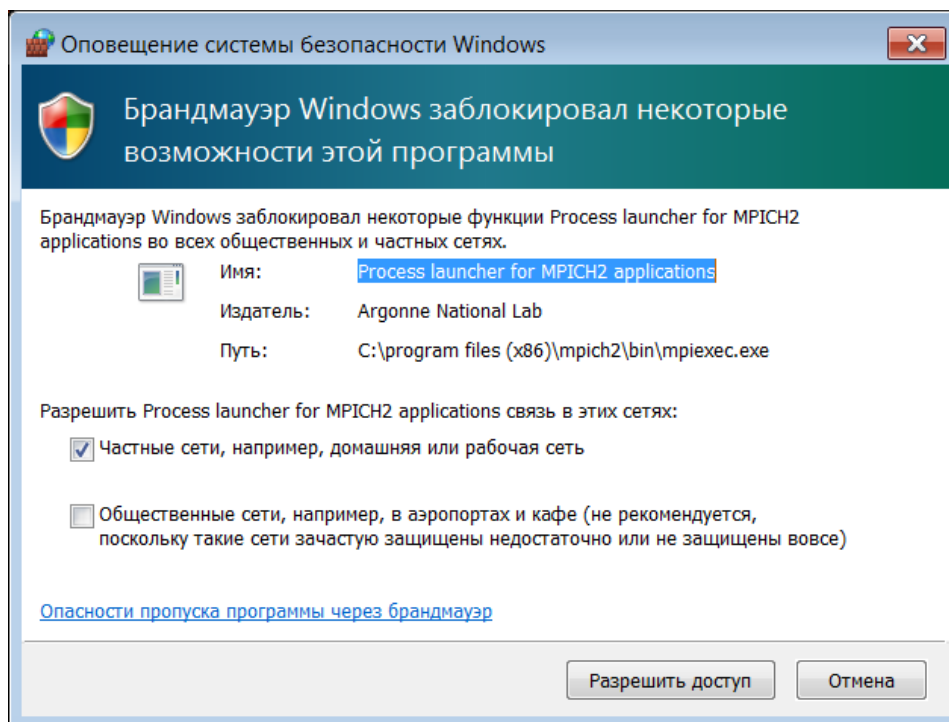 Оповещение системы безопасности Windows
Брандмауэр Windows заблокировал некоторые
возможности этой программы
Брандмауэр Windows заблокировал некоторые функции Process launcher for MPICH2
applications во всех общественных и частных сетях.
Имя: Process launcher for MPICH2 applications
Издатель: Argonne National Lab
Путь: C:\program files (x86)\mpich2\bin\mpiexec.exe
Разрешить Process launcher for MPICH2 applications связь в этих сетях:
Частные сети, например, домашняя или рабочая сеть
Общественные сети, например, в аэропортах и кафе (не рекомендуется,
поскольку такие сети зачастую защищены недостаточно или не защищены вовсе)
Опасности пропуска программы через брандмауэр
Разрешить доступ Отмена